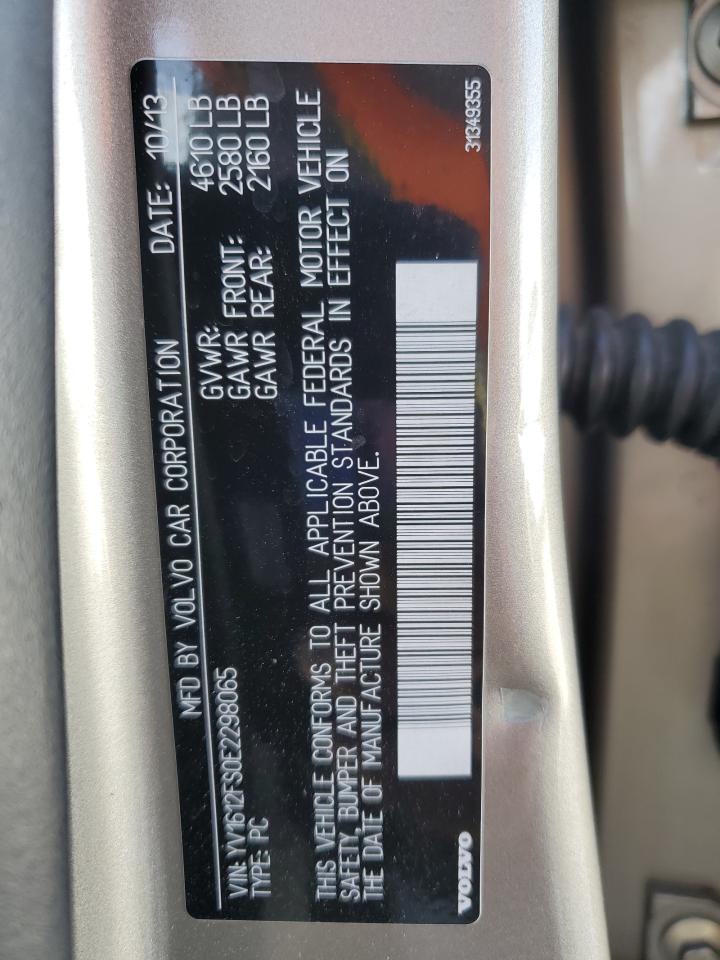 MFD BY VOLVO CAR CORPORATION DATE: 10/13
GVWR: 4610 LB
GAWR FRONT: 2580 LB
GAWR REAR: 2160 LB
VIN: YV1612FS0E2298065
TYPE: PC
THIS VEHICLE CONFORMS TO ALL APPLICABLE FEDERAL MOTOR VEHICLE
SAFETY, BUMPER AND THEFT PREVENTION STANDARDS IN EFFECT ON
THE DATE OF MANUFACTURE SHOWN ABOVE.
VOLVO
31349355